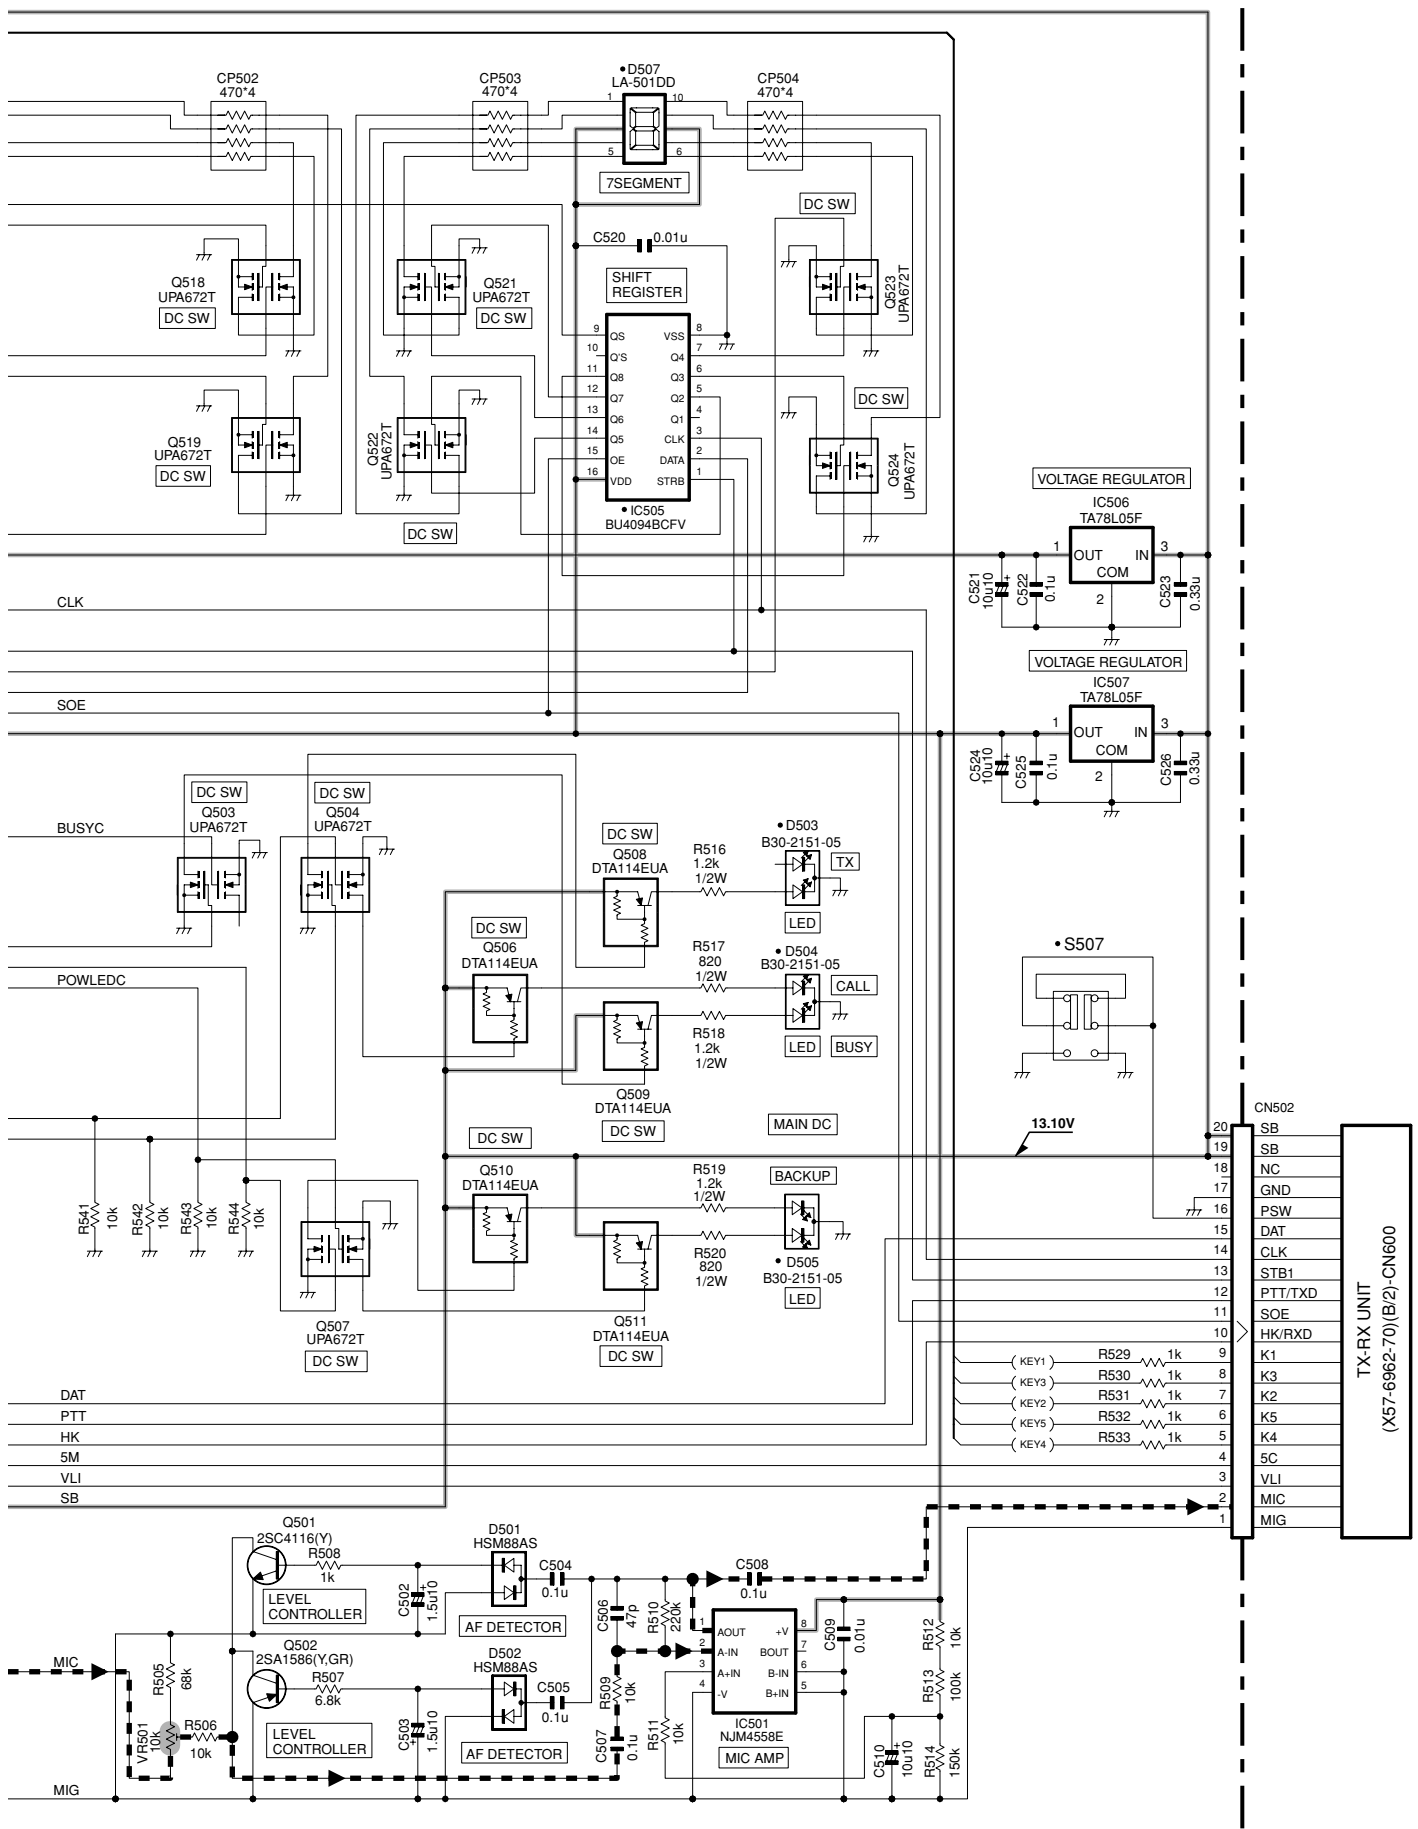 CP502
470*4
CP503
470*4
• D507
LA-501DD
CP504
470*4
1
10
5
6
7SEGMENT
DC SW
C520
0.01u
Q518
UPA672T
DC SW
Q521
UPA672T
DC SW
SHIFT
REGISTER
Q523
UPA672T
9
QS
VSS
8
10
Q'S
Q4
7
11
Q8
Q3
6
12
Q7
Q2
5
13
Q6
Q1
4
14
Q5
CLK
3
15
OE
DATA
2
16
VDD
STRB
1
• IC505
BU4094BCFV
DC SW
Q519
UPA672T
DC SW
Q522
UPA672T
DC SW
Q524
UPA672T
VOLTAGE REGULATOR
IC506
TA78L05F
1
OUT
IN
3
COM
2
C521
10u10
+
C522
0.1u
C523
0.33u
CLK
VOLTAGE REGULATOR
IC507
TA78L05F
SOE
1
OUT
IN
3
COM
2
C524
10u10
+
C525
0.1u
C526
0.33u
DC SW
Q503
UPA672T
DC SW
Q504
UPA672T
BUSYC
DC SW
Q508
DTA114EUA
R516
1.2k
1/2W
• D503
B30-2151-05
TX
LED
DC SW
Q506
DTA114EUA
R517
820
1/2W
• D504
B30-2151-05
CALL
POWLEDC
R518
1.2k
1/2W
LED
BUSY
• S507
Q509
DTA114EUA
DC SW
MAIN DC
13.10V
CN502
DC SW
Q510
DTA114EUA
R519
1.2k
1/2W
BACKUP
R541
10k
R542
10k
R543
10k
R544
10k
R520
820
1/2W
• D505
B30-2151-05
LED
Q507
UPA672T
DC SW
Q511
DTA114EUA
DC SW
20
SB
19
SB
18
NC
17
GND
16
PSW
15
DAT
14
CLK
13
STB1
12
PTT/TXD
11
SOE
10
HK/RXD
KEY1
R529
1k
9
K1
KEY3
R530
1k
8
K3
KEY2
R531
1k
7
K2
KEY5
R532
1k
6
K5
KEY4
R533
1k
5
K4
4
5C
3
VLI
2
MIC
1
MIG
TX-RX UNIT
(X57-6962-70)(B/2)-CN600
DAT
PTT
HK
5M
VLI
SB
Q501
2SC4116(Y)
R508
1k
LEVEL
CONTROLLER
C502
1.5u10
+
D501
HSM88AS
C504
0.1u
AF DETECTOR
C506
47p
R510
220k
C508
0.1u
Q502
2SA1586(Y,GR)
R507
6.8k
LEVEL
CONTROLLER
C503
1.5u10
+
D502
HSM88AS
C505
0.1u
AF DETECTOR
MIC
R505
68k
VR501
10k
R506
10k
R509
10k
C507
0.1u
R511
10k
1
AOUT
+V
8
2
A-IN
BOUT
7
3
A+IN
B-IN
6
4
-V
B+IN
5
IC501
NJM4558E
MIC AMP
C509
0.01u
R512
10k
R513
100k
C510
10u10
+
R514
150k
MIG